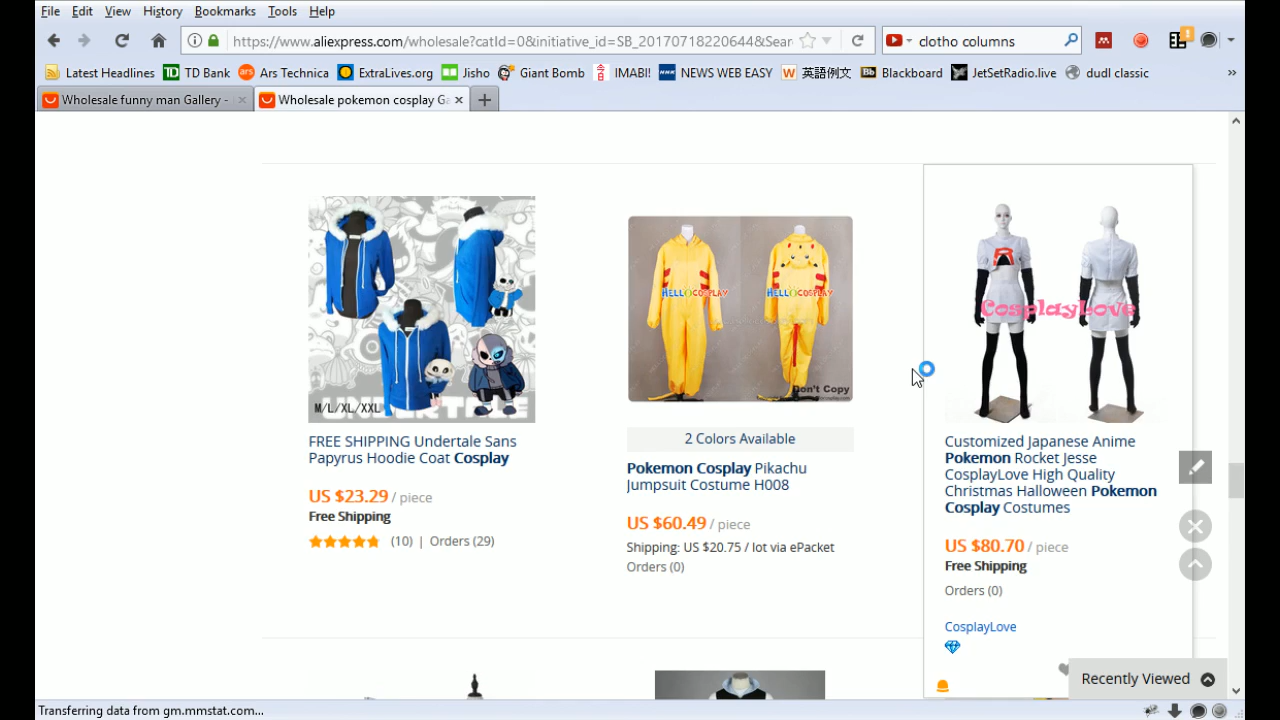 File Edit View History Bookmarks Tools Help
https://www.aliexpress.com/wholesale?catId=0&initiative_id=SB_20170718220644&Sear
clotho columns
Latest Headlines TD Bank Ars Technica ExtraLives.org Jisho Giant Bomb IMABI! NEWS WEB EASY 英語例文 Blackboard JetSetRadio.live dudl classic »
Wholesale funny man Gallery -
Wholesale pokemon cosplay Ga
M/L/XL/XXL
UNDERTALE
FREE SHIPPING Undertale Sans
Papyrus Hoodie Coat Cosplay
US $23.29 / piece
Free Shipping
(10) | Orders (29)
HELLOCOSPLAY HELLOCOSPLAY
Don't Copy
2 Colors Available
Pokemon Cosplay Pikachu
Jumpsuit Costume H008
US $60.49 / piece
Shipping: US $20.75 / lot via ePacket
Orders (0)
R
CosplayLove
Customized Japanese Anime
Pokemon Rocket Jesse
CosplayLove High Quality
Christmas Halloween Pokemon
Cosplay Costumes
US $80.70 / piece
Free Shipping
Orders (0)
CosplayLove
Recently Viewed
Transferring data from gm.mmstat.com...